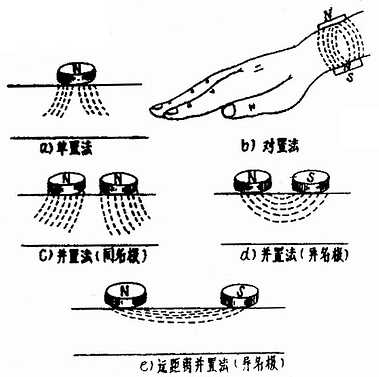 N
N
N
S
a)单置法
b) 对置法
N N
N S
c)并置法(同名极)
d)并置法(异名极)
N S
e)远距离并置法(异名极)